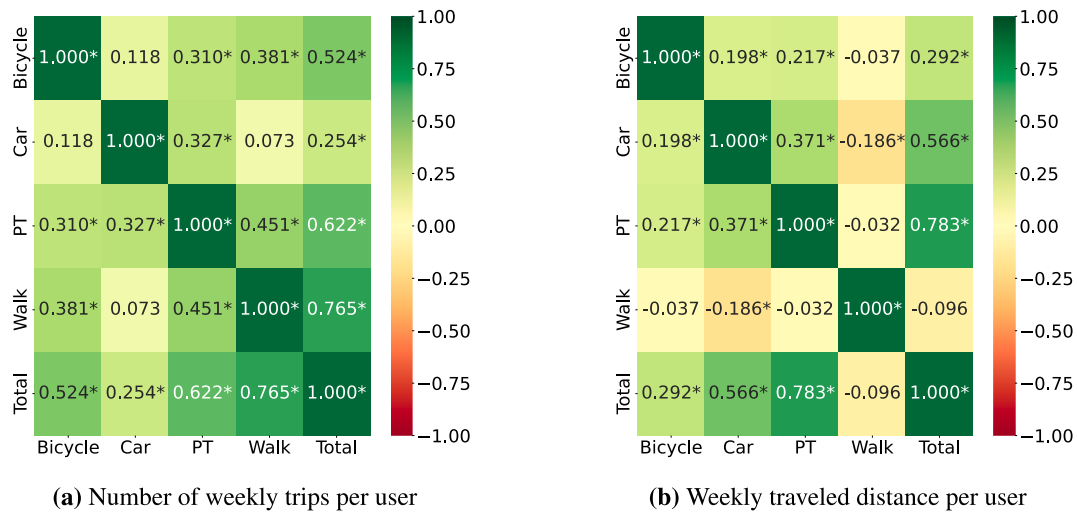 Bicycle 1.000* 0.118 0.310* 0.381* 0.524*
Car 0.118 1.000* 0.327* 0.073 0.254*
PT 0.310* 0.327* 1.000* 0.451* 0.622*
Walk 0.381* 0.073 0.451* 1.000* 0.765*
Total 0.524* 0.254* 0.622* 0.765* 1.000*
Bicycle Car PT Walk Total
1.00
0.75
0.50
0.25
0.00
−0.25
−0.50
−0.75
−1.00
(a) Number of weekly trips per user
Bicycle 1.000* 0.198* 0.217* -0.037 0.292*
Car 0.198* 1.000* 0.371* -0.186* 0.566*
PT 0.217* 0.371* 1.000* -0.032 0.783*
Walk -0.037 -0.186* -0.032 1.000* -0.096
Total 0.292* 0.566* 0.783* -0.096 1.000*
Bicycle Car PT Walk Total
1.00
0.75
0.50
0.25
0.00
−0.25
−0.50
−0.75
−1.00
(b) Weekly traveled distance per user